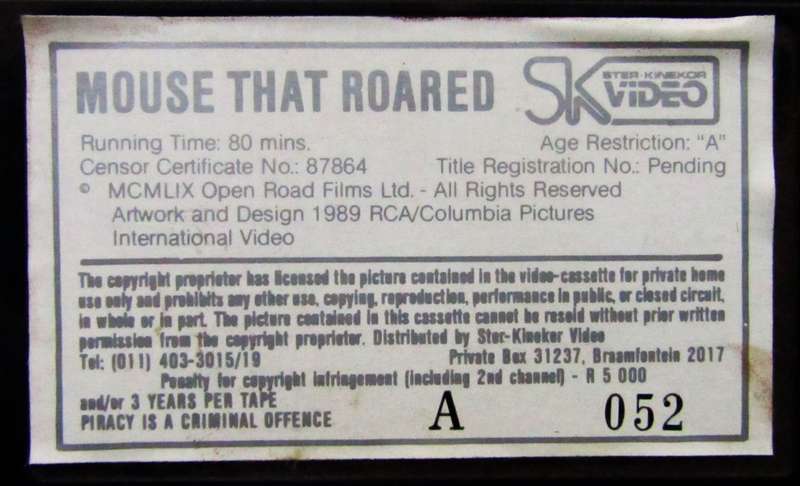 MOUSE THAT ROARED
SK STER·KINEKOR VIDEO
Running Time: 80 mins. Age Restriction: "A"
Censor Certificate No.: 87864 Title Registration No.: Pending
© MCMLIX Open Road Films Ltd. - All Rights Reserved
Artwork and Design 1989 RCA/Columbia Pictures
International Video
The copyright proprietor has licensed the picture contained in the video-cassette for private home
use only and prohibits any other use, copying, reproduction, performance in public, or closed circuit,
in whole or in part. The picture contained in this cassette cannot be resold without prior written
permission from the copyright proprietor. Distributed by Ster-Kinekor Video
Tel: (011) 403-3015/19 Private Box 31237, Braamfontein 2017
Penalty for copyright infringement (including 2nd channel) - R 5 000
and/or 3 YEARS PER TAPE
PIRACY IS A CRIMINAL OFFENCE A 052